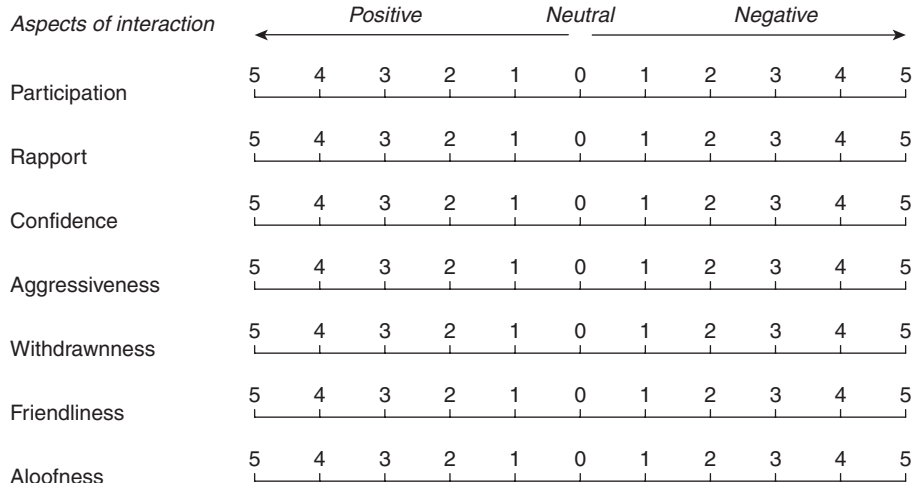 Aspects of interaction Positive Neutral Negative
5 4 3 2 1 0 1 2 3 4 5
Participation
5 4 3 2 1 0 1 2 3 4 5
Rapport
5 4 3 2 1 0 1 2 3 4 5
Confidence
5 4 3 2 1 0 1 2 3 4 5
Aggressiveness
5 4 3 2 1 0 1 2 3 4 5
Withdrawnness
5 4 3 2 1 0 1 2 3 4 5
Friendliness
5 4 3 2 1 0 1 2 3 4 5
Aloofness